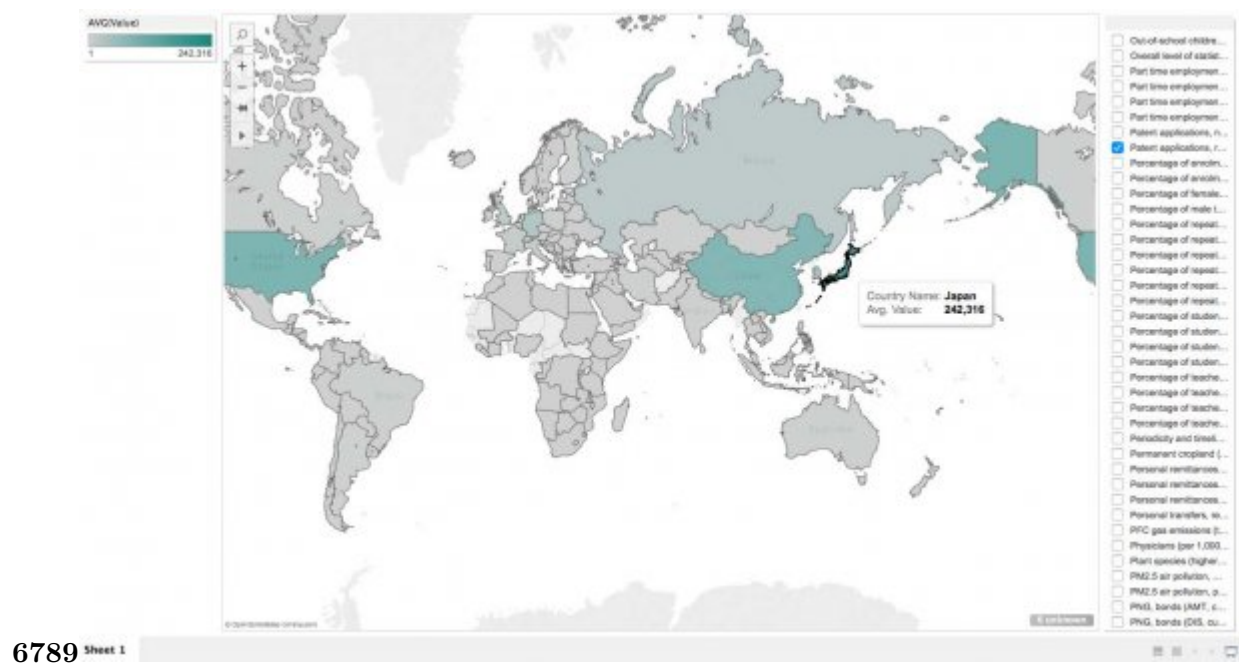 AVG(Value)
1 242,316
Country Name: Japan
Avg. Value: 242,316
Out-of-school childre...
Overall level of statist...
Part time employmen...
Part time employmen...
Part time employmen...
Part time employmen...
Patent applications, n...
Patent applications, r...
Percentage of enrolm...
Percentage of enrolm...
Percentage of female...
Percentage of male t...
Percentage of repeat...
Percentage of repeat...
Percentage of repeat...
Percentage of repeat...
Percentage of repeat...
Percentage of repeat...
Percentage of studen...
Percentage of studen...
Percentage of studen...
Percentage of studen...
Percentage of teache...
Percentage of teache...
Percentage of teache...
Percentage of teache...
Periodicity and timeli...
Permanent cropland (...
Personal remittances...
Personal remittances...
Personal remittances...
Personal transfers, re...
PFC gas emissions (t...
Physicians (per 1,000...
Plant species (higher...
PM2.5 air pollution, ...
PM2.5 air pollution, p...
PNG, bonds (AMT, c...
PNG, bonds (DIS, cu...
6 unknown
6789 Sheet 1